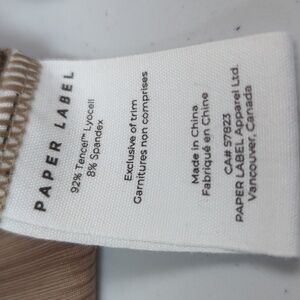 PAPER LABEL
92% Tencel™ Lyocell
8% Spandex
Exclusive of trim
Garnitures non comprises
Made in China
Fabriqué en Chine
CA# 57823
PAPER LABEL Apparel Ltd.
Vancouver, Canada